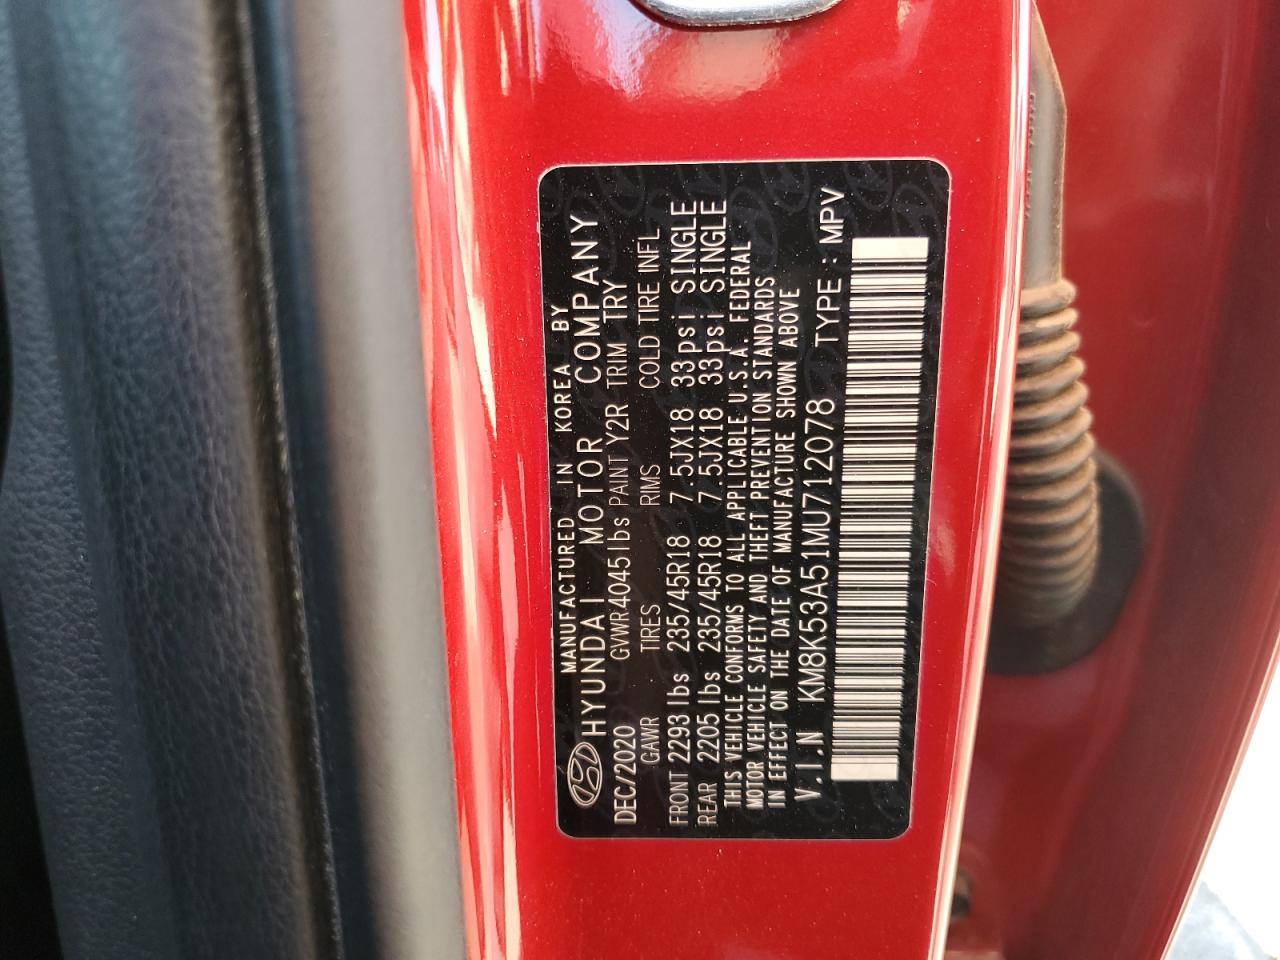 MANUFACTURED IN KOREA BY
HYUNDAI MOTOR COMPANY
DEC/2020 GVWR 4045lbs PAINT Y2R TRIM TRY
GAWR TIRES RIMS COLD TIRE INFL
FRONT 2293 lbs 235/45R18 7.5JX18 33psi SINGLE
REAR 2205 lbs 235/45R18 7.5JX18 33psi SINGLE
THIS VEHICLE CONFORMS TO ALL APPLICABLE U.S.A. FEDERAL
MOTOR VEHICLE SAFETY AND THEFT PREVENTION STANDARDS
IN EFFECT ON THE DATE OF MANUFACTURE SHOWN ABOVE
V.I.N KM8K53A51MU712078 TYPE : MPV